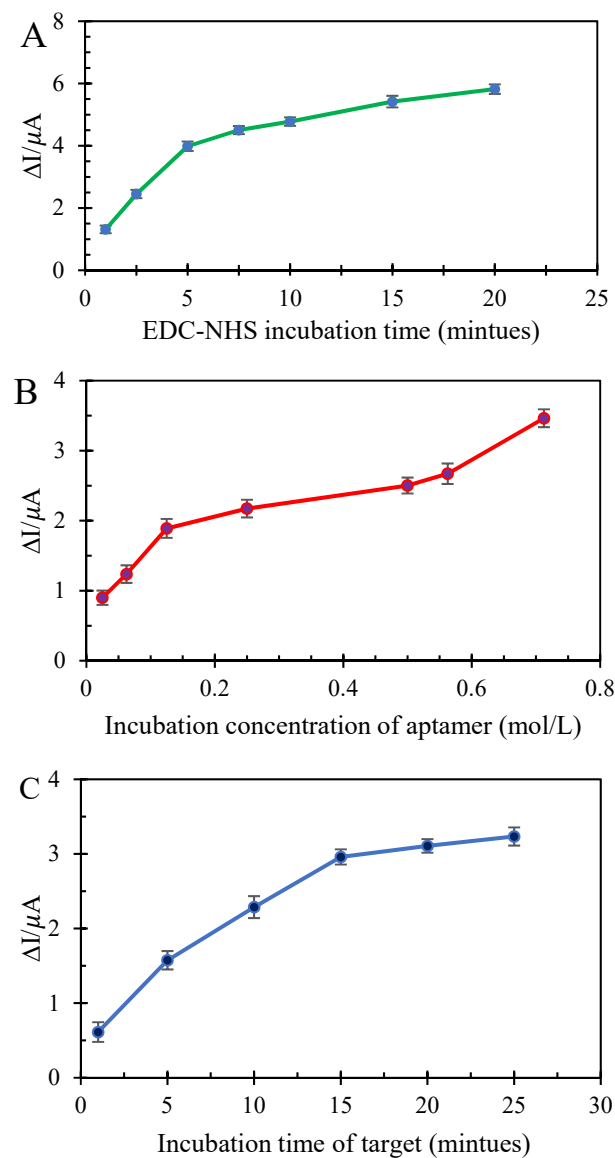 A
8
6
4
2
0
ΔI/μA
0 5 10 15 20 25
EDC-NHS incubation time (mintues)
B
4
3
2
1
0
ΔI/μA
0 0.2 0.4 0.6 0.8
Incubation concentration of aptamer (mol/L)
C
4
3
2
1
0
ΔI/μA
0 5 10 15 20 25 30
Incubation time of target (mintues)